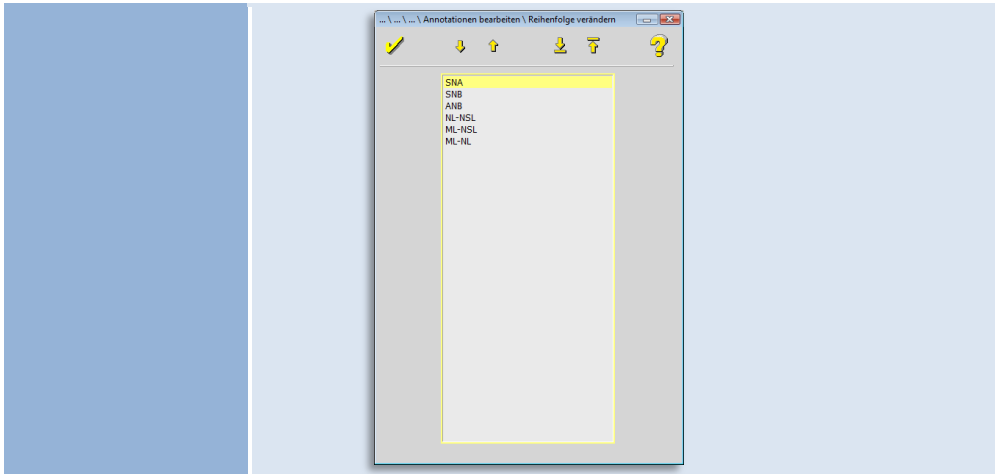 ... \ ... \ ... \ Annotationen bearbeiten \ Reihenfolge verändern
SNA
SNB
ANB
NL-NSL
ML-NSL
ML-NL